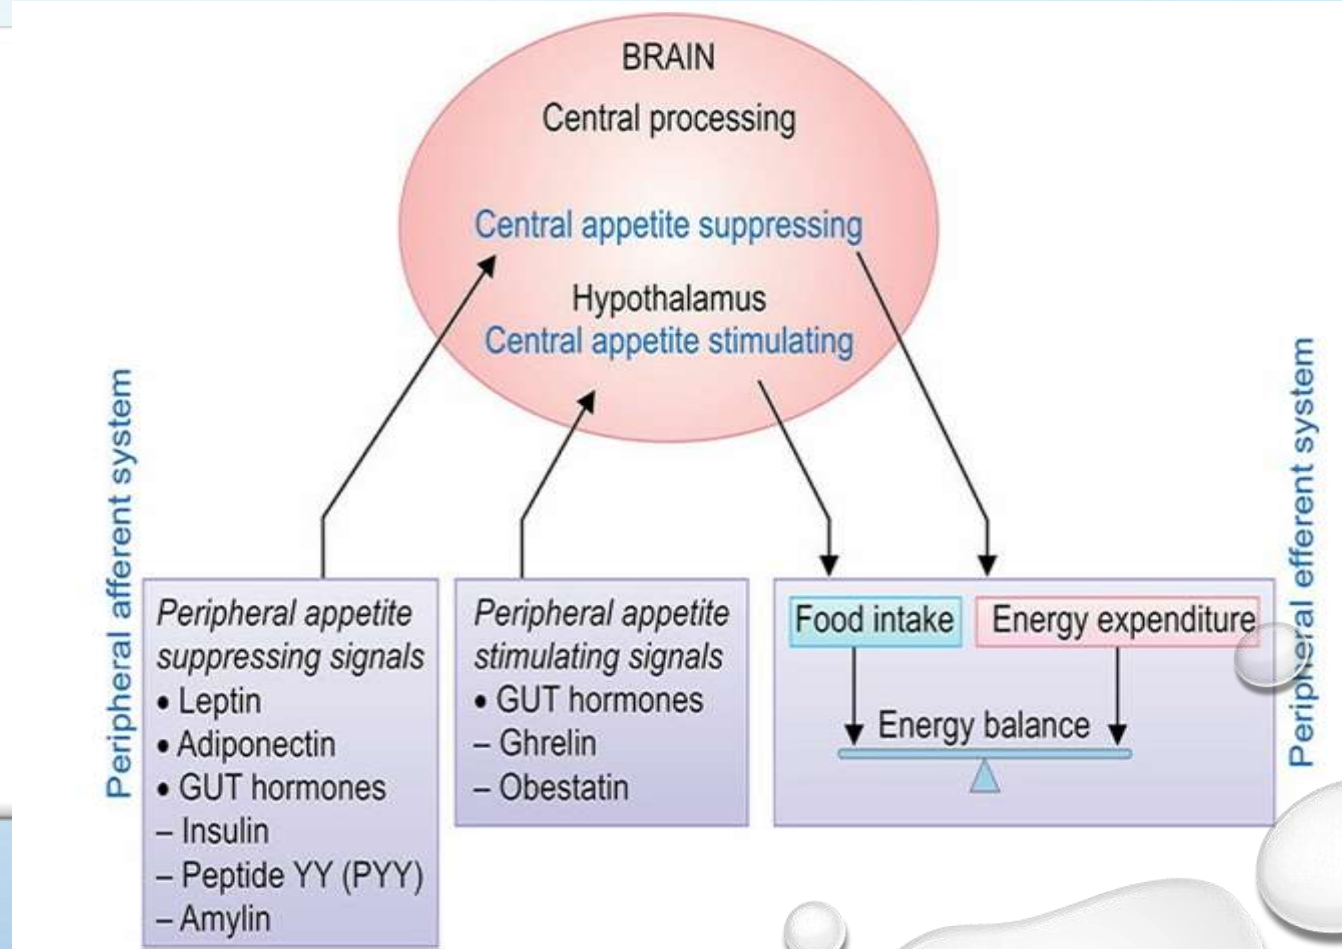 BRAIN
Central processing
Central appetite suppressing
Hypothalamus
Central appetite stimulating
Peripheral afferent system
Peripheral appetite
suppressing signals
• Leptin
• Adiponectin
• GUT hormones
– Insulin
– Peptide YY (PYY)
– Amylin
Peripheral appetite
stimulating signals
• GUT hormones
– Ghrelin
– Obestatin
Food intake
Energy expenditure
Energy balance
Peripheral efferent system